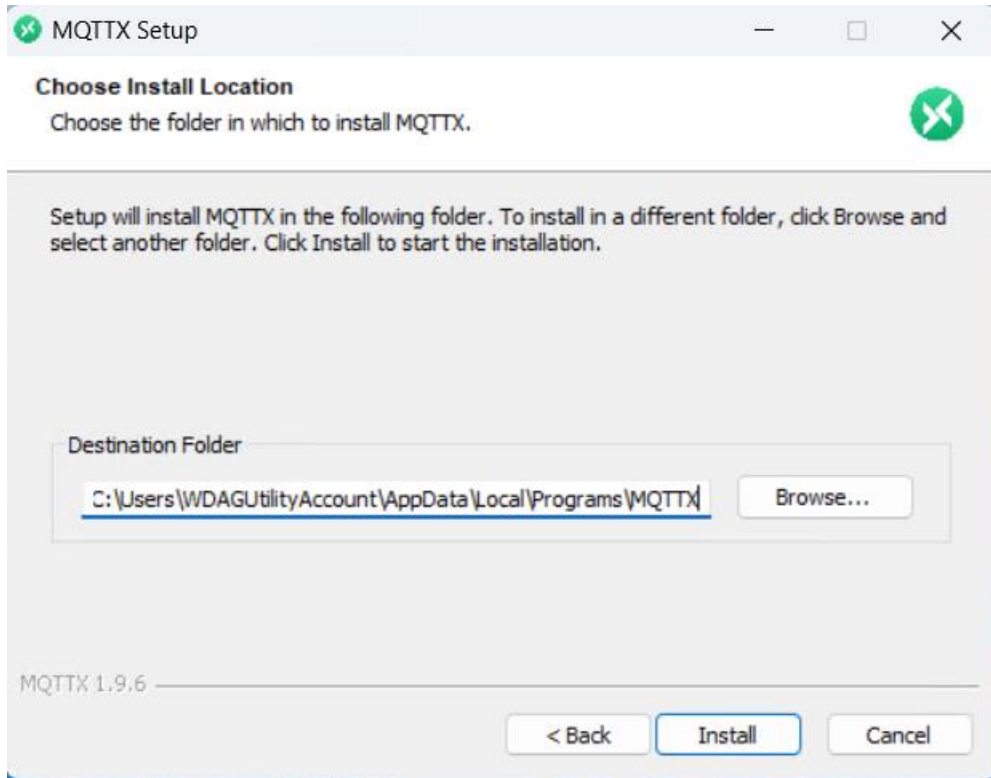 MQTTX Setup
Choose Install Location
Choose the folder in which to install MQTTX.
Setup will install MQTTX in the following folder. To install in a different folder, click Browse and
select another folder. Click Install to start the installation.
Destination Folder
C:\Users\WDAGUtilityAccount\AppData\Local\Programs\MQTTX
Browse...
MQTTX 1.9.6
< Back
Install
Cancel